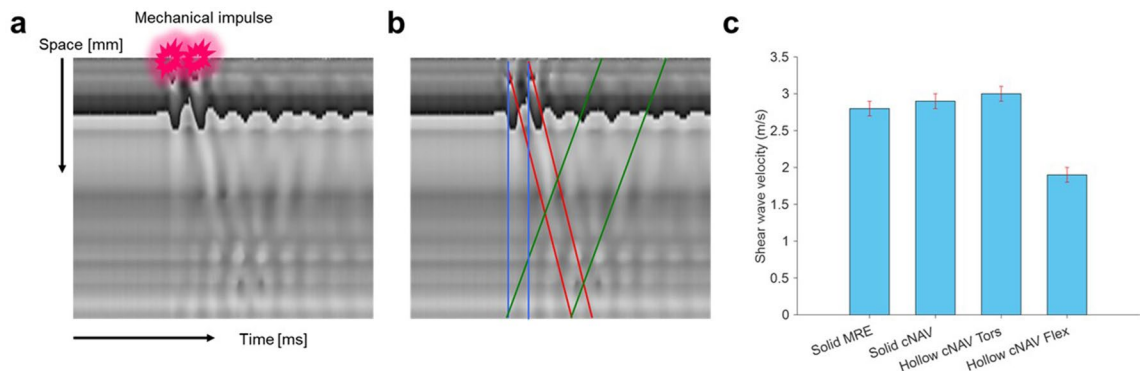 a
Mechanical impulse
Space [mm]
Time [ms]
b
c
Shear wave velocity (m/s)
3.5
3
2.5
2
1.5
1
0.5
0
Solid MRE
Solid cNAV
Hollow cNAV Tors
Hollow cNAV Flex